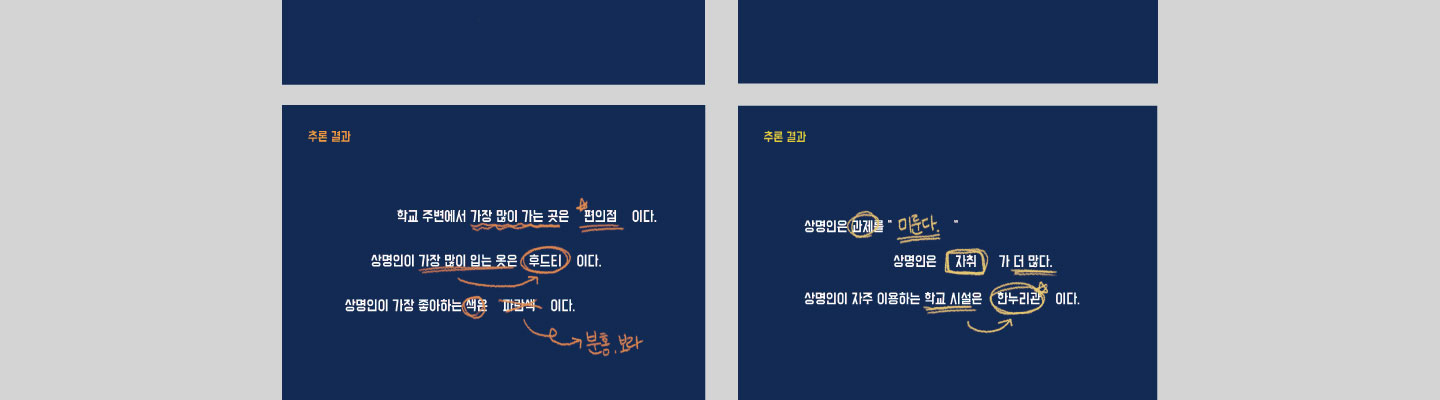 추론 결과
학교 주변에서 가장 많이 가는 곳은 편의점 이다.
상명인이 가장 많이 입는 옷은 후드티 이다.
상명인이 가장 좋아하는 색은 파란색 이다.
분홍, 보라
추론 결과
상명인은 과제를 " 미룬다. "
상명인은 자취 가 더 많다.
상명인이 자주 이용하는 학교 시설은 한누리관 이다.